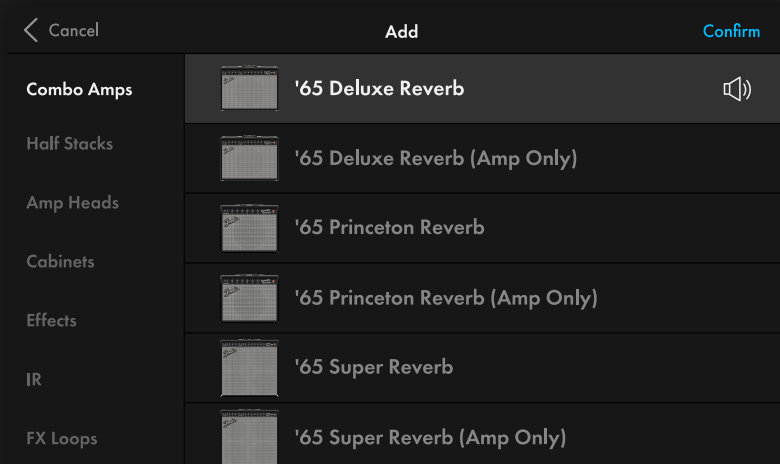 Cancel
Add
Confirm
Combo Amps
Half Stacks
Amp Heads
Cabinets
Effects
IR
FX Loops
'65 Deluxe Reverb
'65 Deluxe Reverb (Amp Only)
'65 Princeton Reverb
'65 Princeton Reverb (Amp Only)
'65 Super Reverb
'65 Super Reverb (Amp Only)